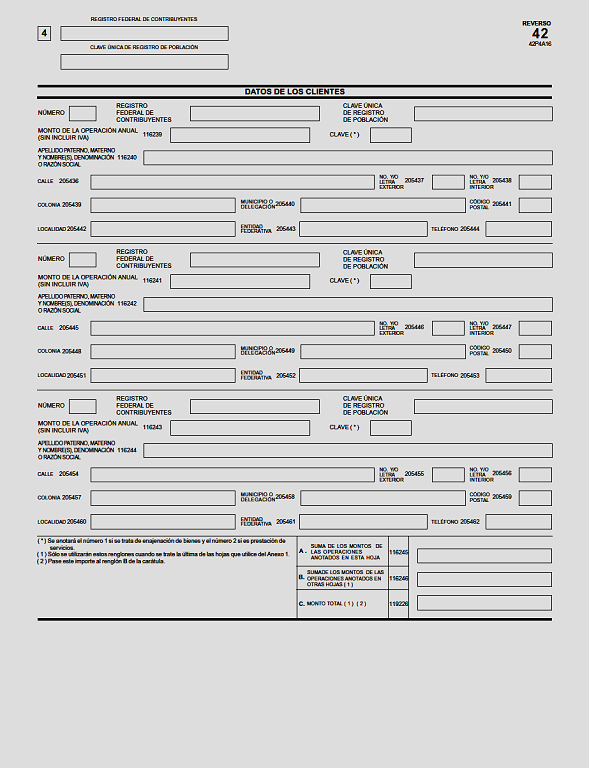 REGISTRO FEDERAL DE CONTRIBUYENTES
REVERSO
4
42
CLAVE ÚNICA DE REGISTRO DE POBLACIÓN
42P4A16
DATOS DE LOS CLIENTES
NÚMERO
REGISTRO
FEDERAL DE
CONTRIBUYENTES
CLAVE ÚNICA
DE REGISTRO
DE POBLACIÓN
MONTO DE LA OPERACIÓN ANUAL
(SIN INCLUIR IVA)
116239
CLAVE ( * )
APELLIDO PATERNO, MATERNO
Y NOMBRE(S), DENOMINACIÓN 116240
O RAZÓN SOCIAL
CALLE 205436
NO. Y/O
LETRA
EXTERIOR
205437
NO. Y/O
LETRA
INTERIOR
205438
COLONIA 205439
MUNICIPIO O
DELEGACIÓN
205440
CÓDIGO
POSTAL
205441
LOCALIDAD 205442
ENTIDAD
FEDERATIVA
205443
TELÉFONO 205444
NÚMERO
REGISTRO
FEDERAL DE
CONTRIBUYENTES
CLAVE ÚNICA
DE REGISTRO
DE POBLACIÓN
MONTO DE LA OPERACIÓN ANUAL
(SIN INCLUIR IVA)
116241
CLAVE ( * )
APELLIDO PATERNO, MATERNO
Y NOMBRE(S), DENOMINACIÓN 116242
O RAZÓN SOCIAL
CALLE 205445
NO. Y/O
LETRA
EXTERIOR
205446
NO. Y/O
LETRA
INTERIOR
205447
COLONIA 205448
MUNICIPIO O
DELEGACIÓN
205449
CÓDIGO
POSTAL
205450
LOCALIDAD 205451
ENTIDAD
FEDERATIVA
205452
TELÉFONO 205453
NÚMERO
REGISTRO
FEDERAL DE
CONTRIBUYENTES
CLAVE ÚNICA
DE REGISTRO
DE POBLACIÓN
MONTO DE LA OPERACIÓN ANUAL
(SIN INCLUIR IVA)
116243
CLAVE ( * )
APELLIDO PATERNO, MATERNO
Y NOMBRE(S), DENOMINACIÓN 116244
O RAZÓN SOCIAL
CALLE 205454
NO. Y/O
LETRA
EXTERIOR
205455
NO. Y/O
LETRA
INTERIOR
205456
COLONIA 205457
MUNICIPIO O
DELEGACIÓN
205458
CÓDIGO
POSTAL
205459
LOCALIDAD 205460
ENTIDAD
FEDERATIVA
205461
TELÉFONO 205462
( * ) Se anotará el número 1 si se trata de enajenación de bienes y el número 2 si es prestación de
servicios.
( 1 ) Sólo se utilizarán estos renglones cuando se trate la última de las hojas que utilice del Anexo 1.
( 2 ) Pase este importe al renglón B de la carátula.
A . SUMA DE LOS MONTOS DE
LAS OPERACIONES
ANOTADOS EN ESTA HOJA
116245
B. SUMADE LOS MONTOS DE LAS
OPERACIONES ANOTADOS EN
OTRAS HOJAS ( 1 )
116246
C. MONTO TOTAL ( 1 ) ( 2 )
119226